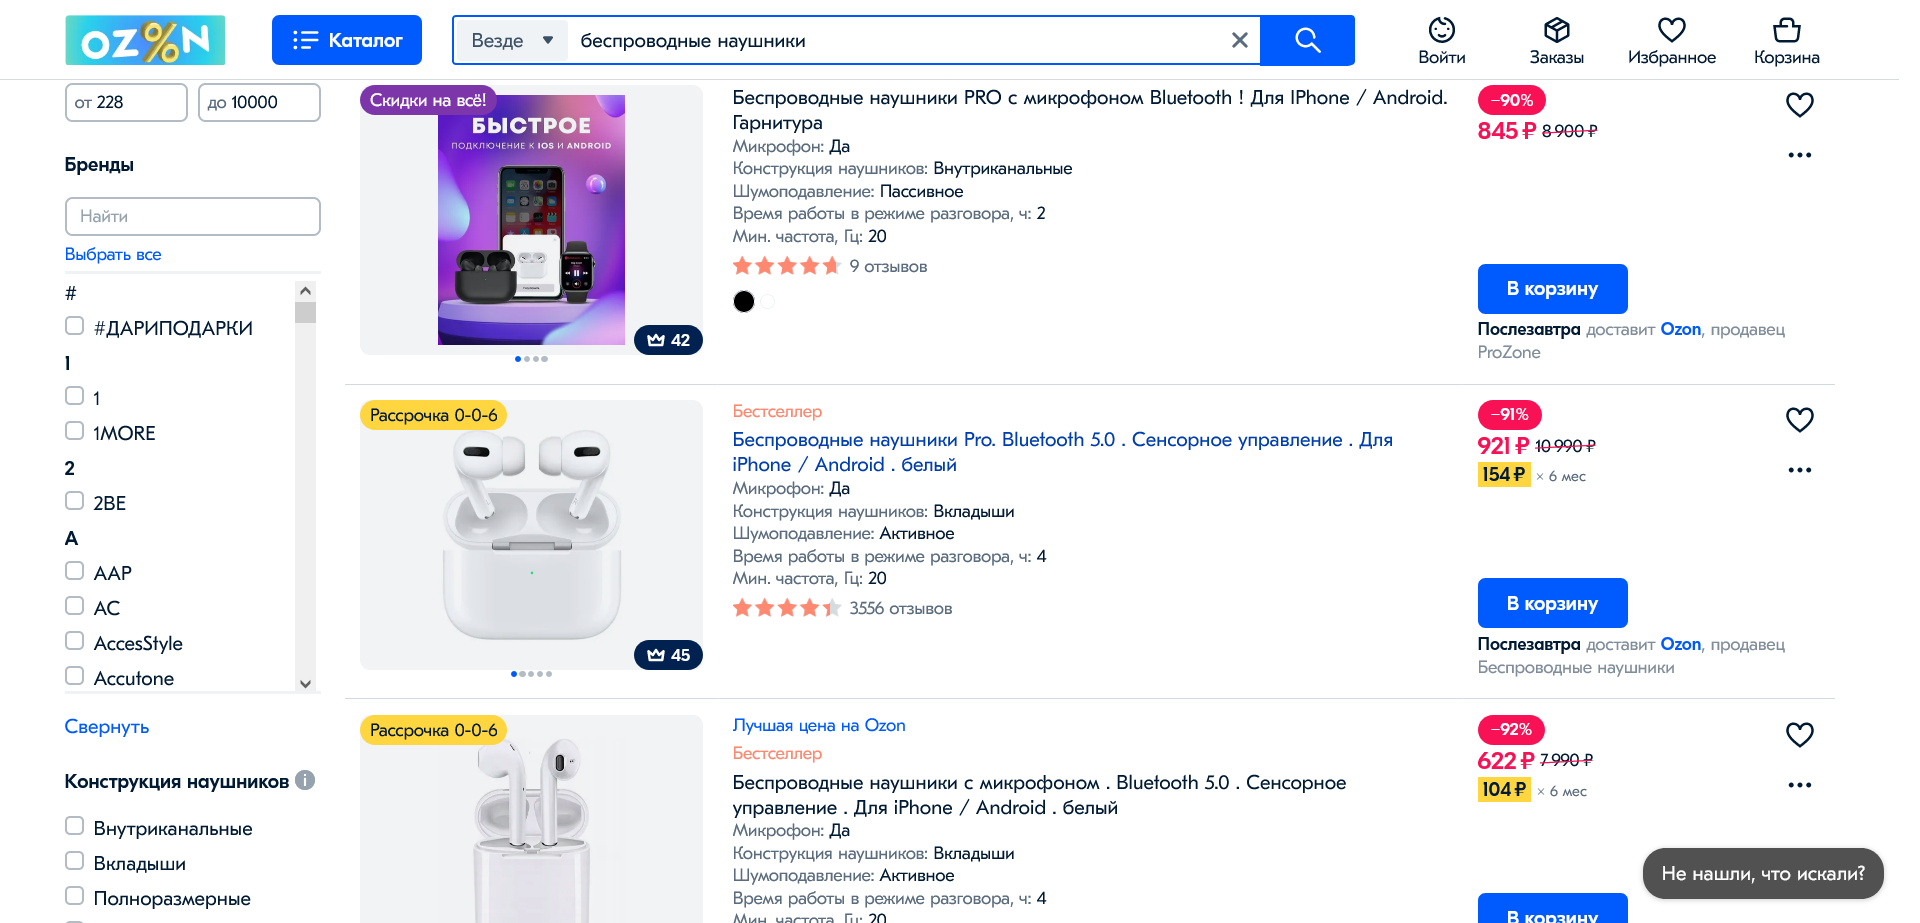 OZ%N
Каталог
Везде
беспроводные наушники
Войти
Заказы
Избранное
Корзина
от 228
до 10000
Бренды
Найти
Выбрать все
#
#ДАРИПОДАРКИ
1
1
1MORE
2
2BE
A
AAP
AC
AccesStyle
Accutone
Свернуть
Конструкция наушников i
Внутриканальные
Вкладыши
Полноразмерные
Скидки на всё!
БЫСТРОЕ
ПОДКЛЮЧЕНИЕ К IOS И ANDROID
42
Беспроводные наушники PRO с микрофоном Bluetooth ! Для IPhone / Android.
Гарнитура
Микрофон: Да
Конструкция наушников: Внутриканальные
Шумоподавление: Пассивное
Время работы в режиме разговора, ч: 2
Мин. частота, Гц: 20
9 отзывов
−90%
845 ₽ 8 900 ₽
В корзину
Послезавтра доставит Ozon, продавец
ProZone
Рассрочка 0-0-6
45
Бестселлер
Беспроводные наушники Pro. Bluetooth 5.0 . Сенсорное управление . Для
iPhone / Android . белый
Микрофон: Да
Конструкция наушников: Вкладыши
Шумоподавление: Активное
Время работы в режиме разговора, ч: 4
Мин. частота, Гц: 20
3556 отзывов
−91%
921 ₽ 10 990 ₽
154 ₽ × 6 мес
В корзину
Послезавтра доставит Ozon, продавец
Беспроводные наушники
Рассрочка 0-0-6
Лучшая цена на Ozon
Бестселлер
Беспроводные наушники с микрофоном . Bluetooth 5.0 . Сенсорное
управление . Для iPhone / Android . белый
Микрофон: Да
Конструкция наушников: Вкладыши
Шумоподавление: Активное
Время работы в режиме разговора, ч: 4
Мин. частота, Гц: 20
−92%
622 ₽ 7 990 ₽
104 ₽ × 6 мес
В корзину
Не нашли, что искали?